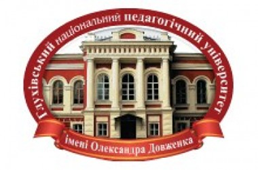 Глухівський національний педагогічний університет
імені Олександра Довженка